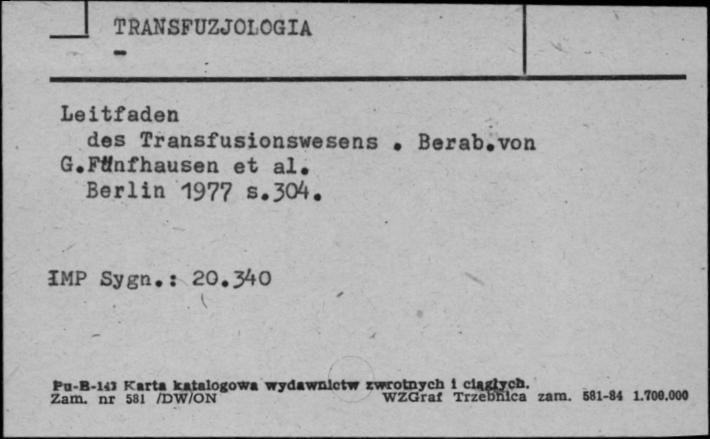 TRANSFUZJOLOGIA
-
Leitfaden
des Transfusionswesens . Berab.von
G.Fünfhausen et al.
Berlin 1977 s.304.
IMP Sygn.: 20.340
Pu-B-143 Karta katalogowa wydawnictw zwrotnych i ciągłych.
Zam. nr 581 /DW/ON WZGraf Trzebnica zam. 581-84 1.700.000